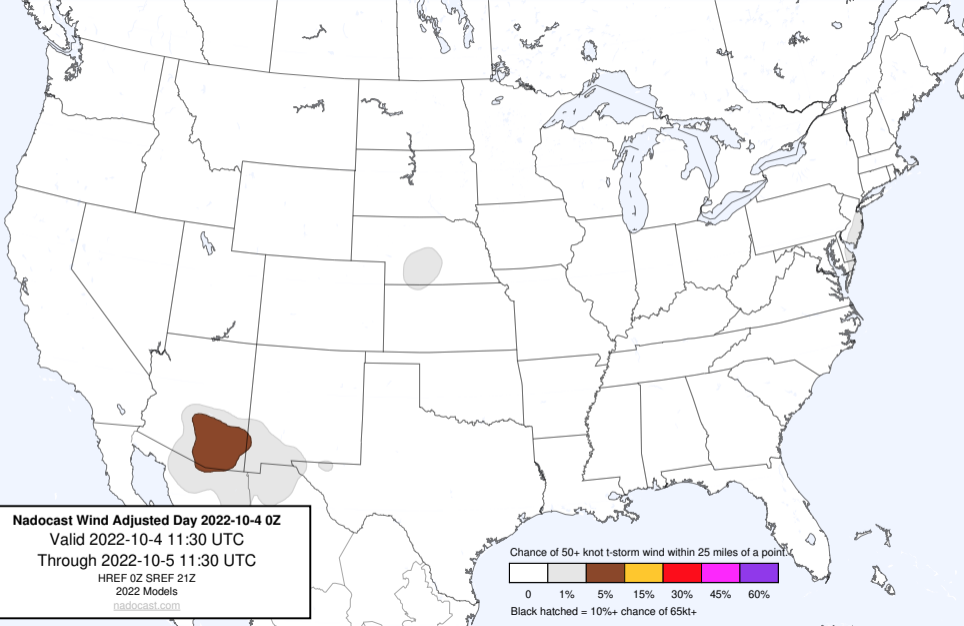 Nadocast Wind Adjusted Day 2022-10-4 0Z
Valid 2022-10-4 11:30 UTC
Through 2022-10-5 11:30 UTC
HREF 0Z SREF 21Z
2022 Models
nadocast.com
Chance of 50+ knot t-storm wind within 25 miles of a point.
0 1% 5% 15% 30% 45% 60%
Black hatched = 10%+ chance of 65kt+